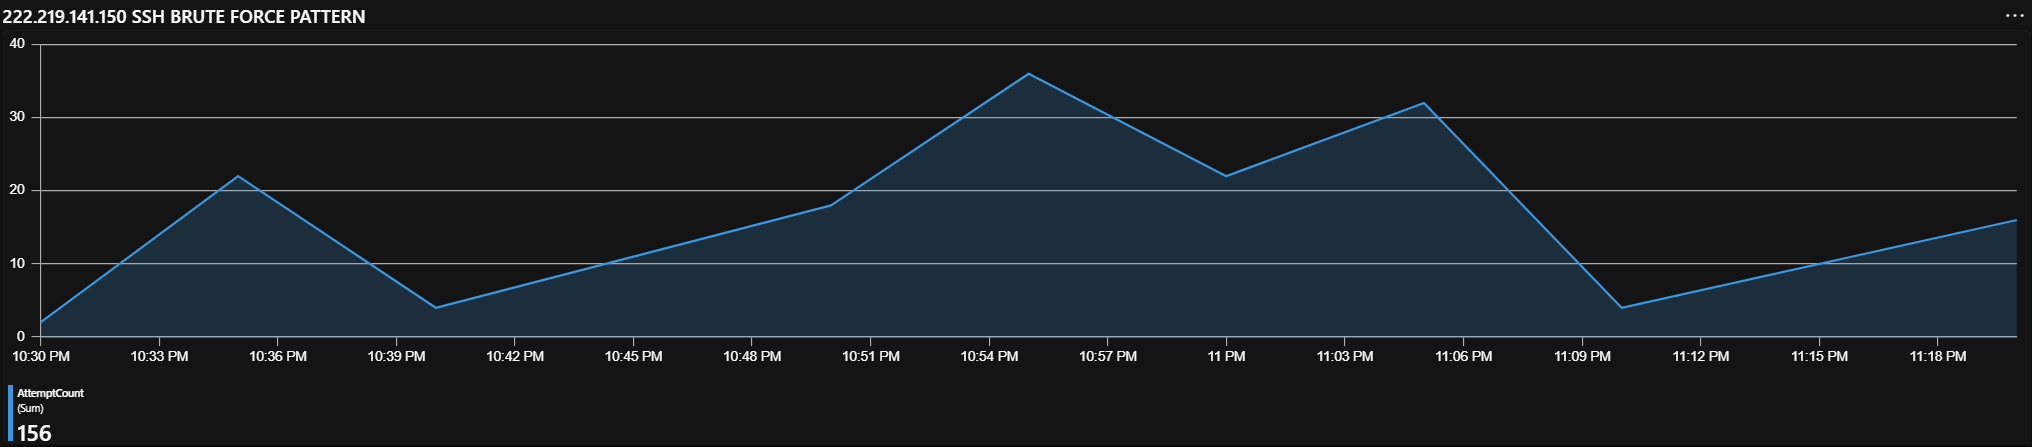 222.219.141.150 SSH BRUTE FORCE PATTERN
...
40
30
20
10
0
10:30 PM 10:33 PM 10:36 PM 10:39 PM 10:42 PM 10:45 PM 10:48 PM 10:51 PM 10:54 PM 10:57 PM 11 PM 11:03 PM 11:06 PM 11:09 PM 11:12 PM 11:15 PM 11:18 PM
AttemptCount
(Sum)
156